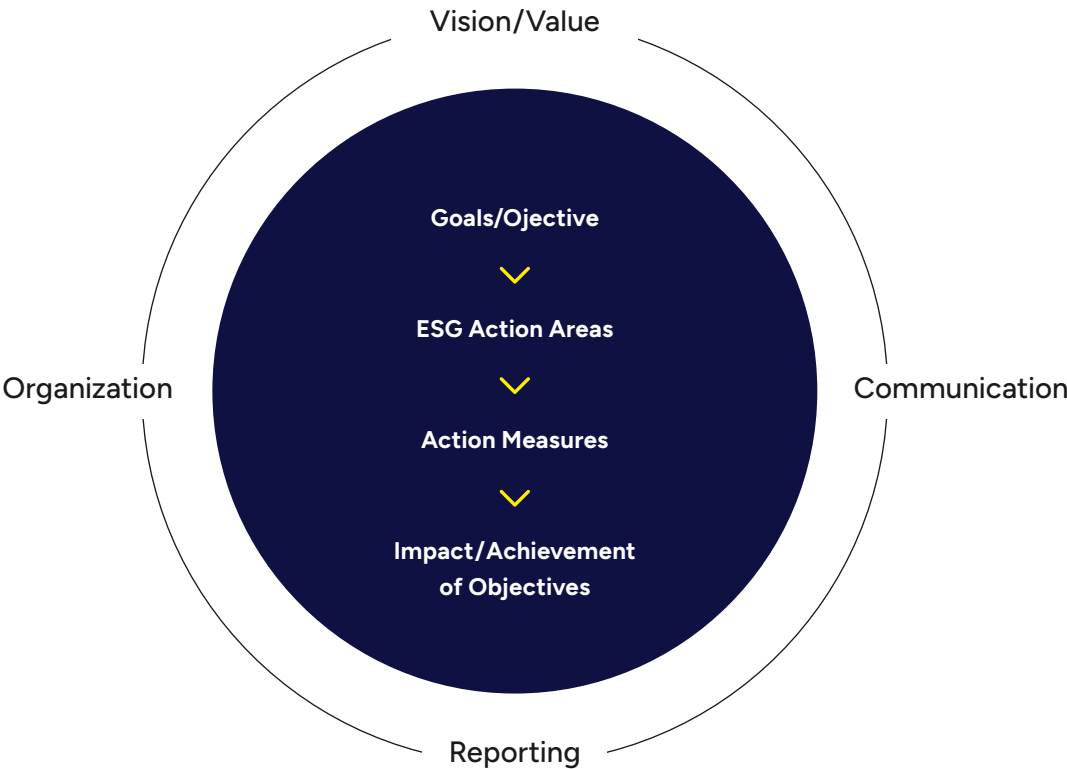 Vision/Value
Goals/Ojective
ESG Action Areas
Organization
Communication
Action Measures
Impact/Achievement
of Objectives
Reporting